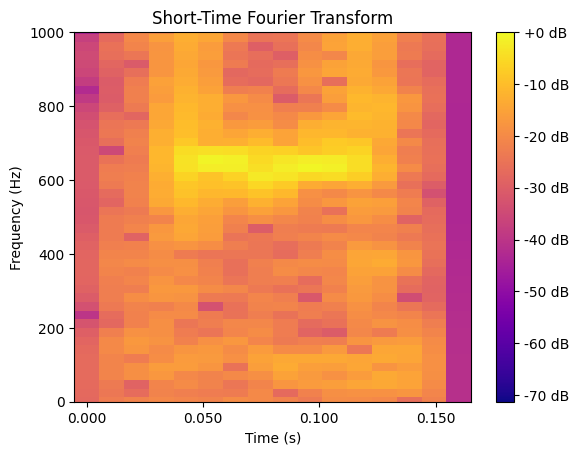 Short-Time Fourier Transform
1000
800
600
400
200
0
Frequency (Hz)
0.000
0.050
0.100
0.150
Time (s)
+0 dB
-10 dB
-20 dB
-30 dB
-40 dB
-50 dB
-60 dB
-70 dB